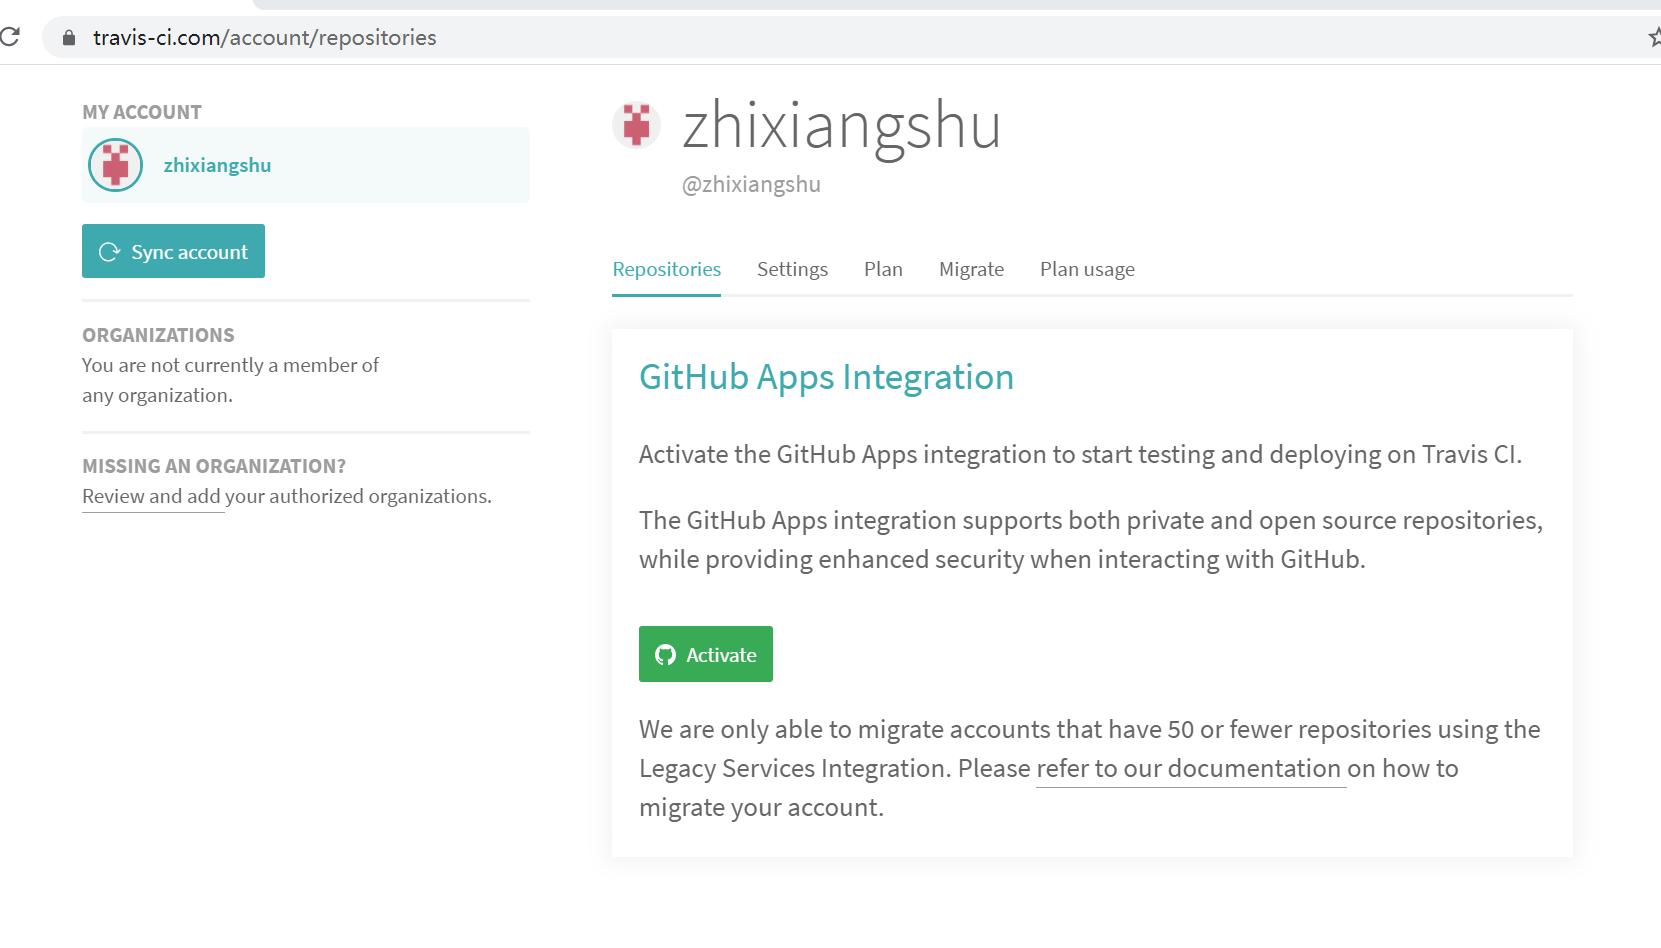 travis-ci.com/account/repositories
MY ACCOUNT
zhixiangshu
Sync account
ORGANIZATIONS
You are not currently a member of
any organization.
MISSING AN ORGANIZATION?
Review and add your authorized organizations.
zhixiangshu
@zhixiangshu
Repositories Settings Plan Migrate Plan usage
GitHub Apps Integration
Activate the GitHub Apps integration to start testing and deploying on Travis CI.
The GitHub Apps integration supports both private and open source repositories,
while providing enhanced security when interacting with GitHub.
Activate
We are only able to migrate accounts that have 50 or fewer repositories using the
Legacy Services Integration. Please refer to our documentation on how to
migrate your account.